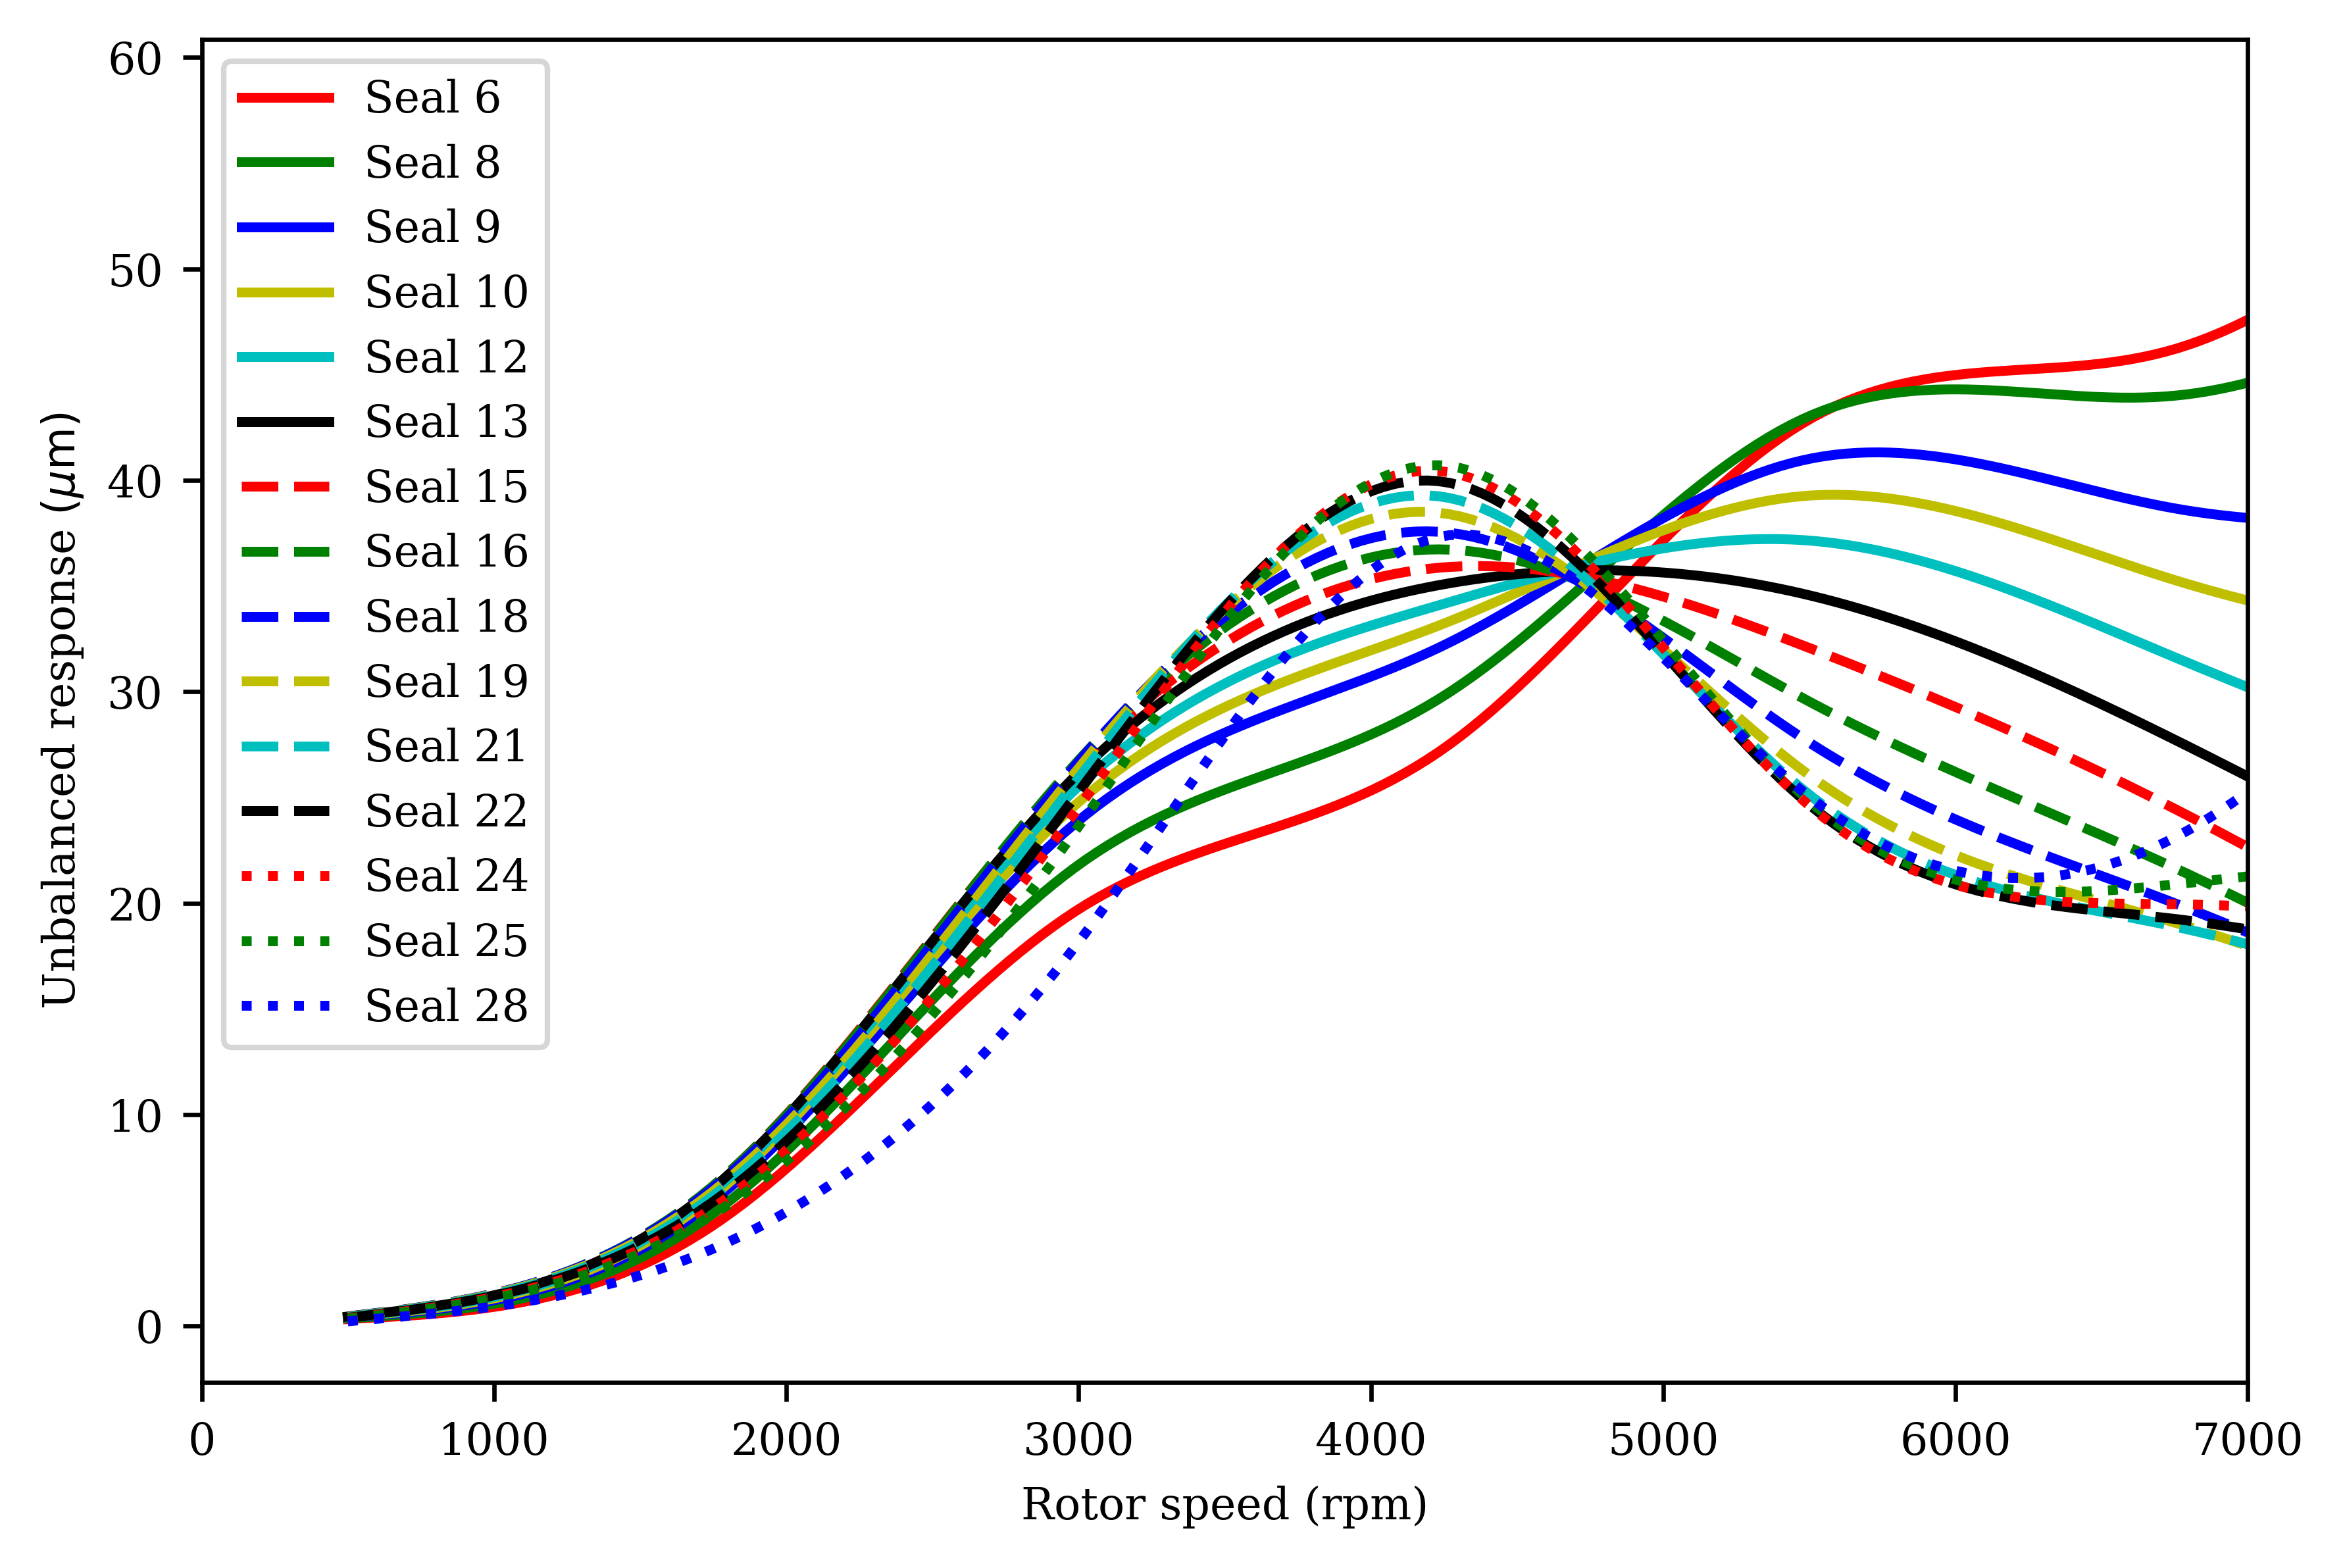 60
50
40
30
20
10
0
Unbalanced response (μm)
Seal 6
Seal 8
Seal 9
Seal 10
Seal 12
Seal 13
Seal 15
Seal 16
Seal 18
Seal 19
Seal 21
Seal 22
Seal 24
Seal 25
Seal 28
0 1000 2000 3000 4000 5000 6000 7000
Rotor speed (rpm)